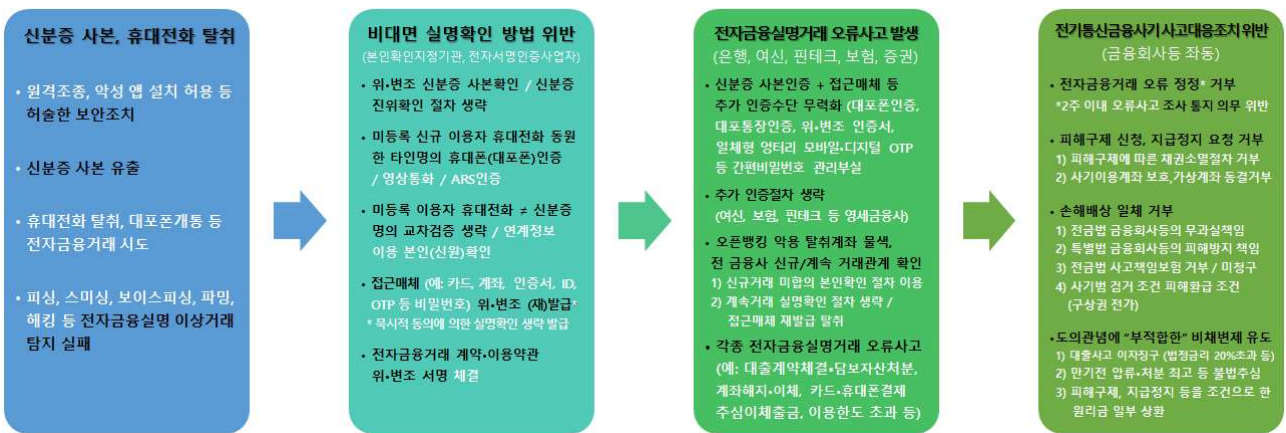 신분증 사본, 휴대전화 탈취
• 원격조종, 악성 앱 설치 허용 등
허술한 보안조치
• 신분증 사본 유출
• 휴대전화 탈취, 대포폰개통 등
전자금융거래 시도
• 피싱, 스미싱, 보이스피싱, 파밍,
해킹 등 전자금융실명 이상거래
탐지 실패
비대면 실명확인 방법 위반
(본인확인지정기관, 전자서명인증사업자)
• 위•변조 신분증 사본확인 / 신분증
진위확인 절차 생략
• 미등록 신규 이용자 휴대전화 동원
한 타인명의 휴대폰(대포폰)인증
/ 영상통화 / ARS인증
• 미등록 이용자 휴대전화 ≠ 신분증
명의 교차검증 생략 / 연계정보
이용 본인(신원)확인
• 접근매체 (예: 카드, 계좌, 인증서, ID,
OTP 등 비밀번호) 위•변조 (재)발급*
* 묵시적 동의에 의한 실명확인 생략 발급
• 전자금융거래 계약•이용약관
위•변조 서명 체결
전자금융실명거래 오류사고 발생
(은행, 여신, 핀테크, 보험, 증권)
• 신분증 사본인증 + 접근매체 등
추가 인증수단 무력화 (대포폰인증,
대포통장인증, 위•변조 인증서,
일체형 엉터리 모바일•디지털 OTP
등 간편비밀번호 관리부실
• 추가 인증절차 생략
(여신, 보험, 핀테크 등 영세금융사)
• 오픈뱅킹 악용 탈취계좌 물색,
전 금융사 신규/계속 거래관계 확인
1) 신규거래 미합의 본인확인 절차 이용
2) 계속거래 실명확인 절차 생략 /
접근매체 재발급 탈취
• 각종 전자금융실명거래 오류사고
(예: 대출계약체결•담보자산처분,
계좌해지•이체, 카드•휴대폰결제
추심이체출금, 이용한도 초과 등)
전기통신금융사기 사고대응조치 위반
(금융회사등 좌동)
• 전자금융거래 오류 정정* 거부
*2주 이내 오류사고 조사 통지 의무 위반
• 피해구제 신청, 지급정지 요청 거부
1) 피해구제에 따른 채권소멸절차 거부
2) 사기이용계좌 보호,가상계좌 동결거부
• 손해배상 일체 거부
1) 전금법 금융회사등의 무과실책임
2) 특별법 금융회사등의 피해방지 책임
3) 전금법 사고책임보험 거부 / 미청구
4) 사기범 검거 조건 피해환급 조건
(구상권 전가)
• 도의관념에 “부적합한” 비채변제 유도
1) 대출사고 이자징구 (법정금리 20%초과 등)
2) 만기전 압류•처분 최고 등 불법추심
3) 피해구제, 지급정지 등을 조건으로 한
원리금 일부 상환